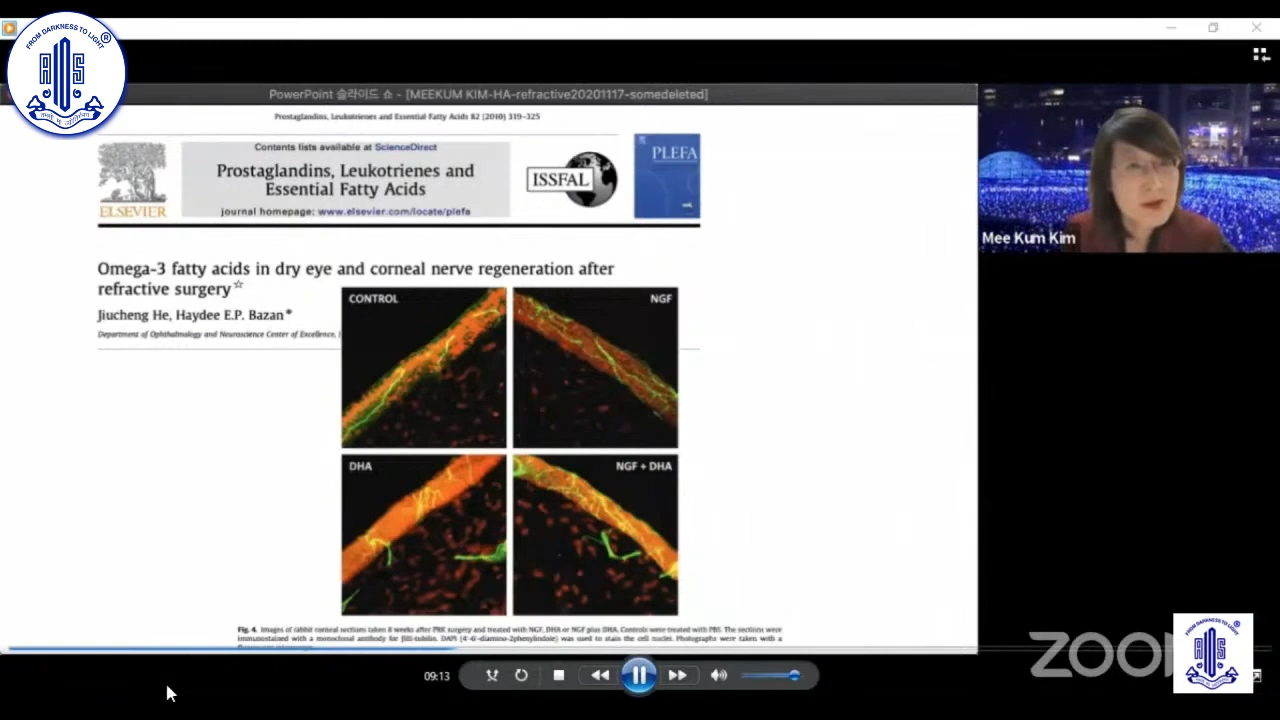 FROM DARKNESS TO LIGHT
®
AIOS
PowerPoint 슬라이드 쇼 - [MEEKUM KIM-HA-refractive20201117-somedeleted]
Prostaglandins, Leukotrienes and Essential Fatty Acids 82 (2010) 319–325
Contents lists available at ScienceDirect
Prostaglandins, Leukotrienes and
Essential Fatty Acids
journal homepage: www.elsevier.com/locate/plefa
ELSEVIER
ISSFAL
PLEFA
Mee Kum Kim
Omega-3 fatty acids in dry eye and corneal nerve regeneration after
refractive surgery☆
Jiucheng He, Haydee E.P. Bazan*
Department of Ophthalmology and Neuroscience Center of Excellence,
CONTROL
NGF
DHA
NGF + DHA
Fig. 4. Images of rabbit corneal sections taken 8 weeks after PRK surgery and treated with NGF, DHA or NGF plus DHA. Controls were treated with PBS. The sections were
immunostained with a monoclonal antibody for βIII-tubilin. DAPI (4'-6'-diamino-2phenylindole) was used to stain the cell nuclei. Photographs were taken with a
09:13
ZOO
FROM DARKNESS TO LIGHT